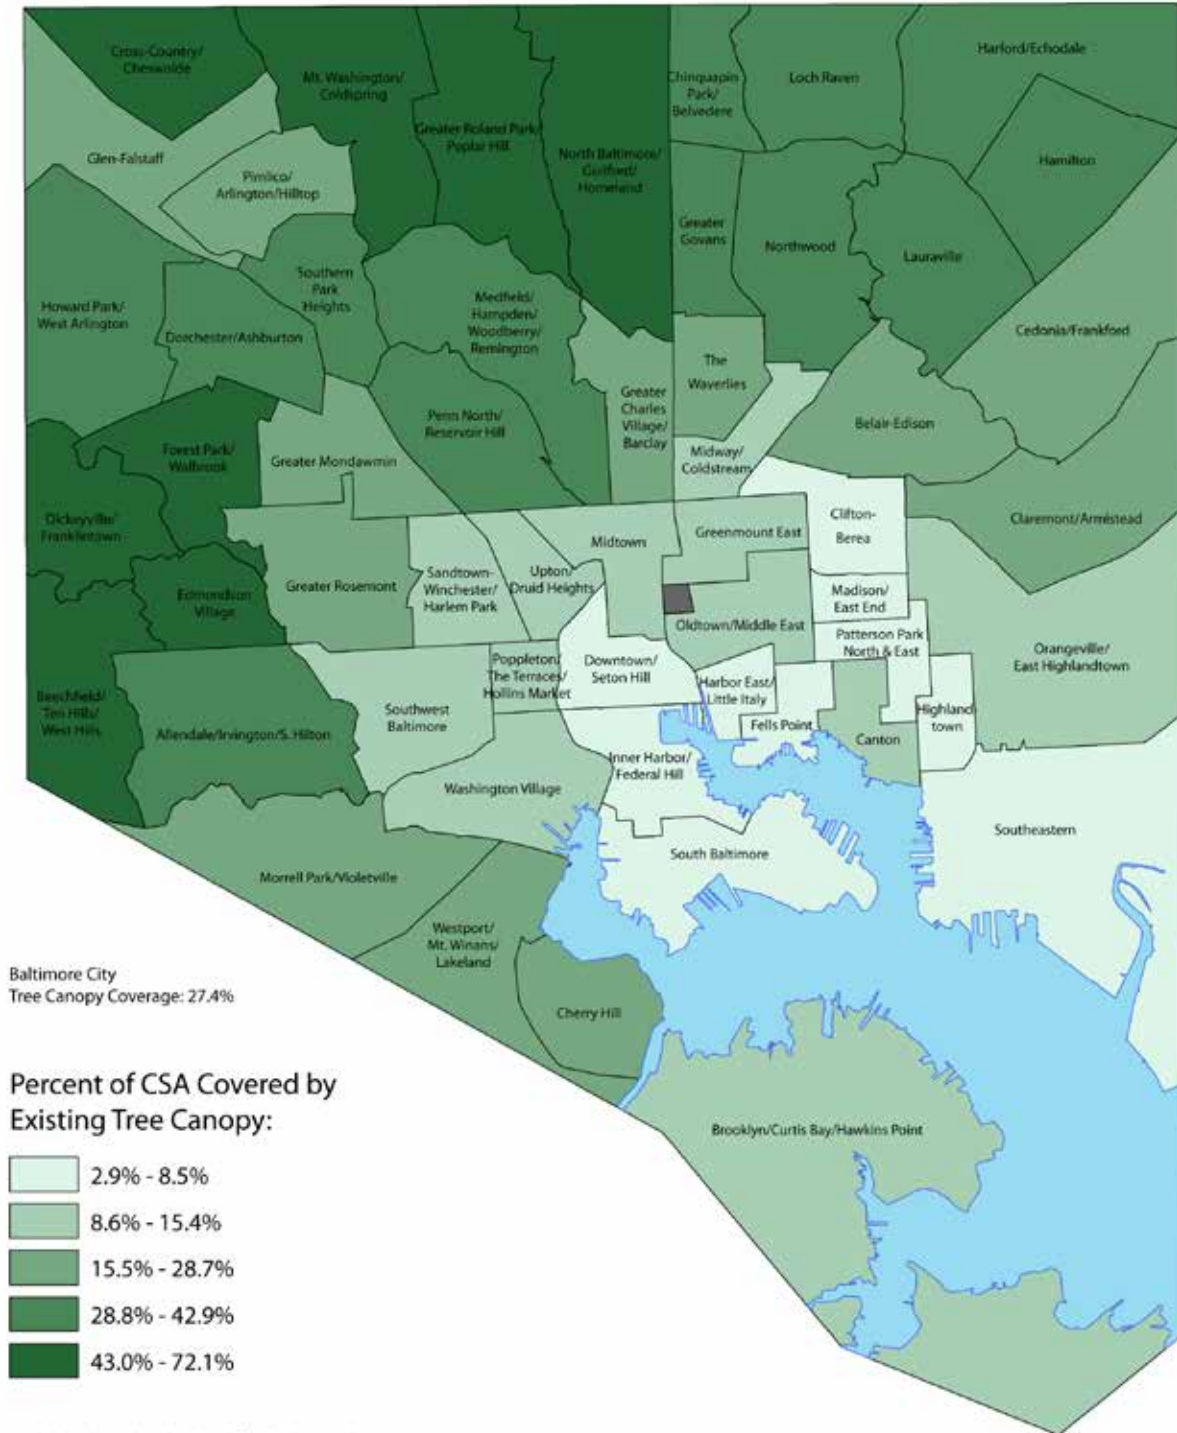 Cross-Country/
Cheswolde
Mt. Washington/
Coldspring
Greater Roland Park/
Poplar Hill
North Baltimore/
Guilford/
Homeland
Chinquapin
Park/
Belvedere
Loch Raven
Harford/Echodale
Glen-Falstaff
Pimlico/
Arlington/Hilltop
Hamilton
Greater
Govans
Northwood
Lauraville
Howard Park/
West Arlington
Southern
Park
Heights
Dorchester/Ashburton
Medfield/
Hampden/
Woodberry/
Remington
Cedonia/Frankford
The
Waverlies
Greater
Charles
Village/
Barclay
Penn North/
Reservoir Hill
Belair-Edison
Forest Park/
Walbrook
Greater Mondawmin
Midway/
Coldstream
Dickeyville/
Franklintown
Clifton-
Berea
Claremont/Armistead
Midtown
Greenmount East
Edmondson
Village
Greater Rosemont
Sandtown-
Winchester/
Harlem Park
Upton/
Druid Heights
Madison/
East End
Oldtown/Middle East
Patterson Park
North & East
Orangeville/
East Highlandtown
Beechfield/
Ten Hills/
West Hills
Allendale/Irvington/S. Hilton
Southwest
Baltimore
Poppleton/
The Terraces/
Hollins Market
Downtown/
Seton Hill
Harbor East/
Little Italy
Fells Point
Canton
Highland
town
Inner Harbor/
Federal Hill
Washington Village
Southeastern
South Baltimore
Morrell Park/Violetville
Westport/
Mt. Winans/
Lakeland
Cherry Hill
Baltimore City
Tree Canopy Coverage: 27.4%
Brooklyn/Curtis Bay/Hawkins Point
Percent of CSA Covered by
Existing Tree Canopy:
2.9% - 8.5%
8.6% - 15.4%
15.5% - 28.7%
28.8% - 42.9%
43.0% - 72.1%